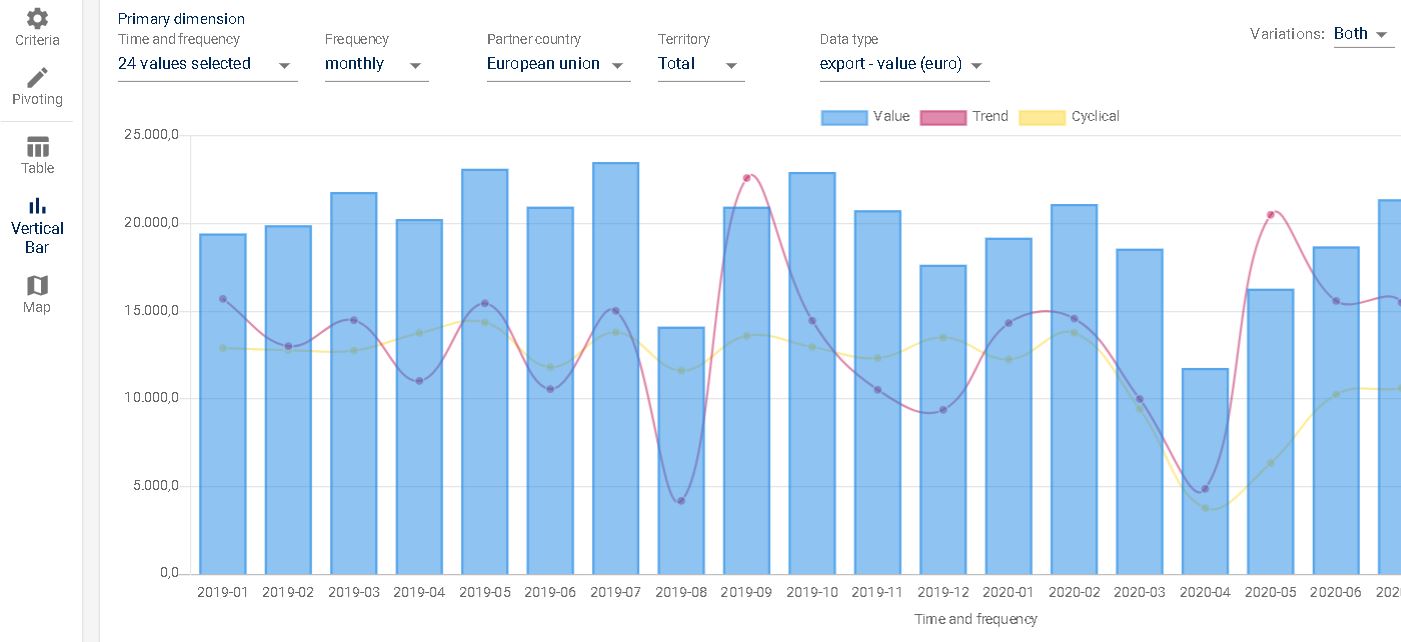 Criteria
Pivoting
Table
Vertical
Bar
Map
Primary dimension
Time and frequency
24 values selected
Frequency
monthly
Partner country
European union
Territory
Total
Data type
export - value (euro)
Variations: Both
Value Trend Cyclical
25.000,0
20.000,0
15.000,0
10.000,0
5.000,0
0,0
2019-01 2019-02 2019-03 2019-04 2019-05 2019-06 2019-07 2019-08 2019-09 2019-10 2019-11 2019-12 2020-01 2020-02 2020-03 2020-04 2020-05 2020-06 202
Time and frequency